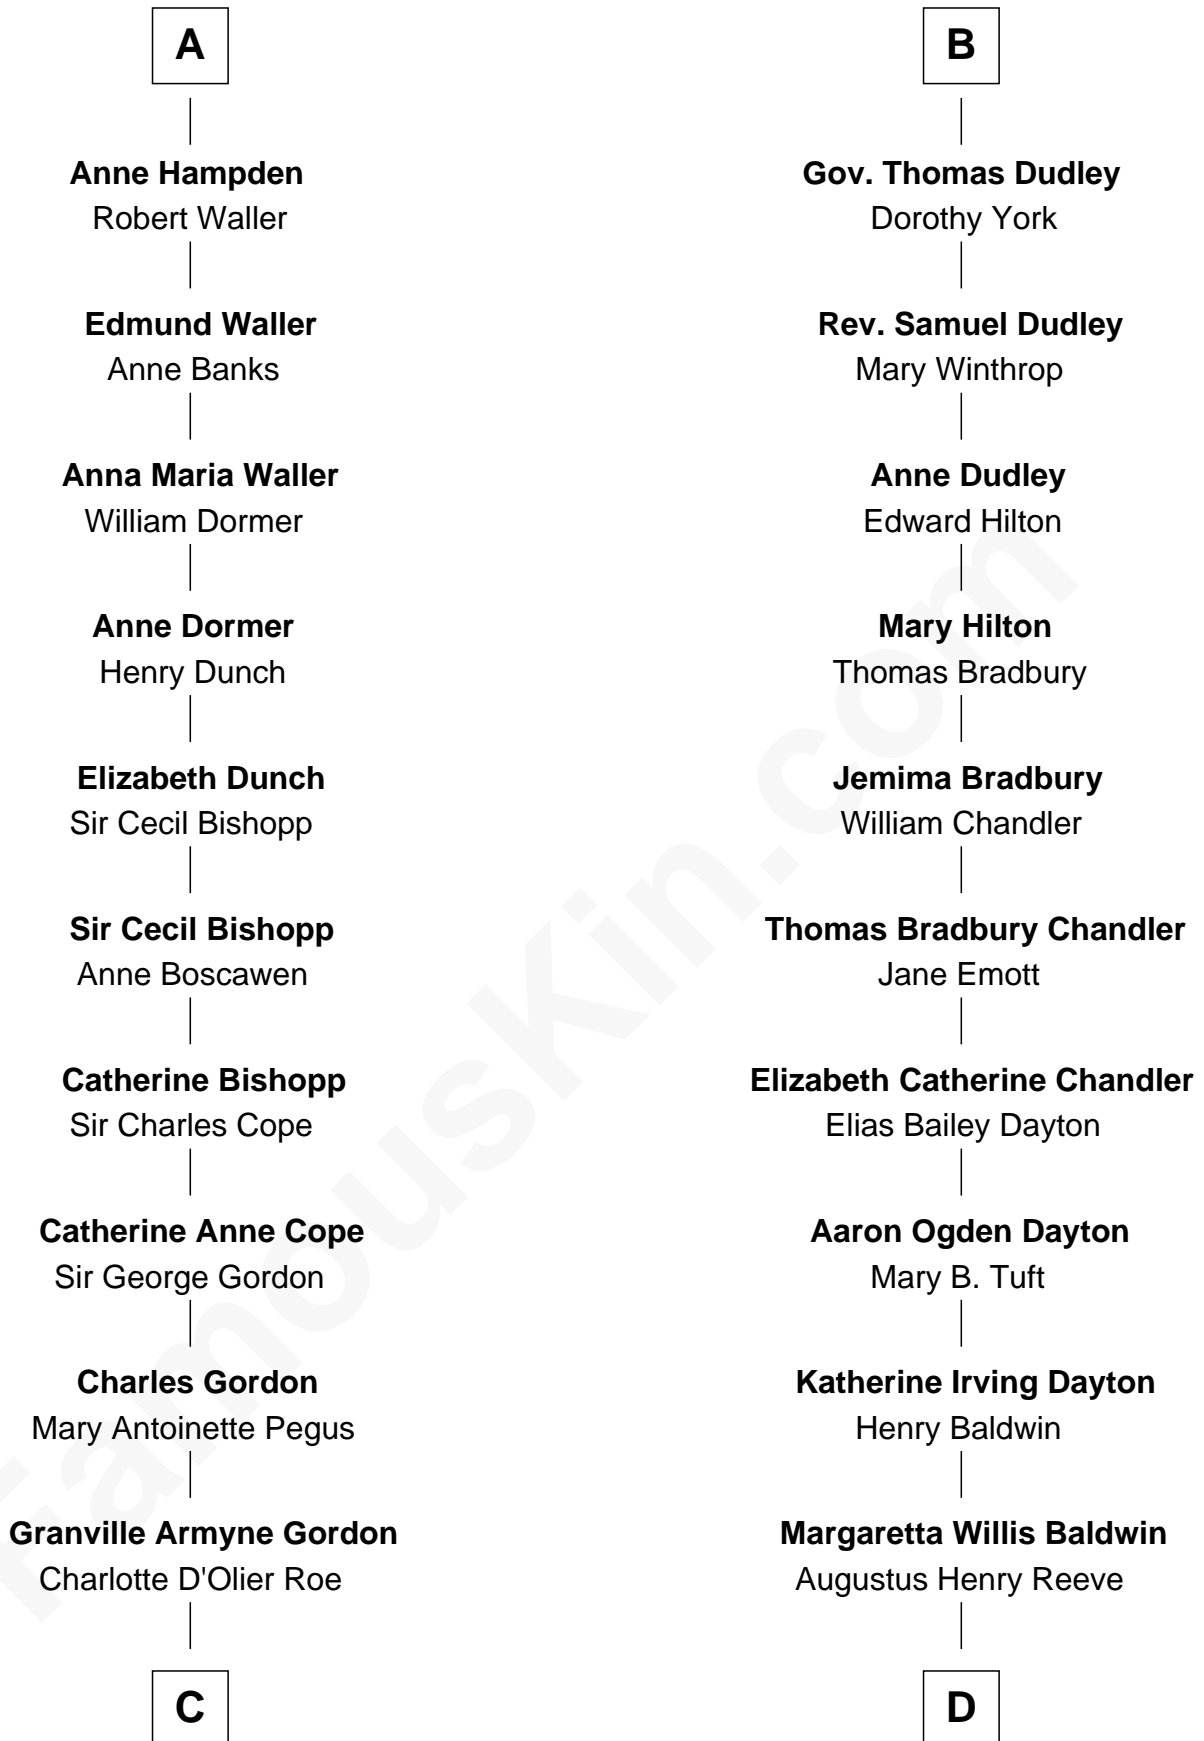 A
Anne Hampden
Robert Waller
Edmund Waller
Anne Banks
Anna Maria Waller
William Dormer
Anne Dormer
Henry Dunch
Elizabeth Dunch
Sir Cecil Bishopp
Sir Cecil Bishopp
Anne Boscawen
Catherine Bishopp
Sir Charles Cope
Catherine Anne Cope
Sir George Gordon
Charles Gordon
Mary Antoinette Pegus
Granville Armyne Gordon
Charlotte D'Olier Roe
C
B
Gov. Thomas Dudley
Dorothy York
Rev. Samuel Dudley
Mary Winthrop
Anne Dudley
Edward Hilton
Mary Hilton
Thomas Bradbury
Jemima Bradbury
William Chandler
Thomas Bradbury Chandler
Jane Emott
Elizabeth Catherine Chandler
Elias Bailey Dayton
Aaron Ogden Dayton
Mary B. Tuft
Katherine Irving Dayton
Henry Baldwin
Margaretta Willis Baldwin
Augustus Henry Reeve
D
FamousKin.com